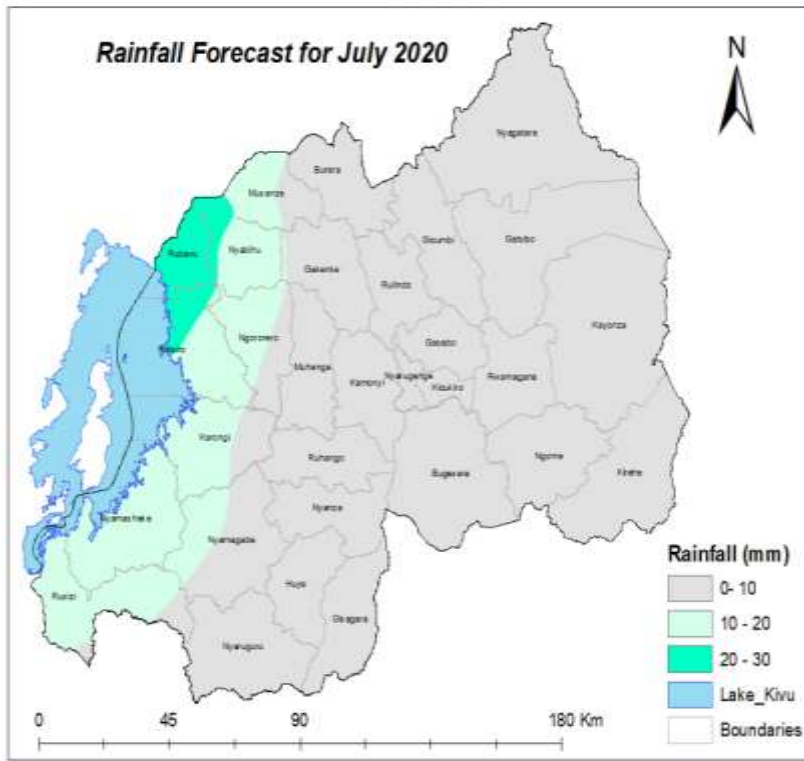 Rainfall Forecast for July 2020
N
Nyagatare
Burera
Musanze
Gicumbi
Gatsibo
Rubavu
Nyabihu
Gakenke
Rulindo
Kayonza
Ngororero
Gasabo
Rutsiro
Muhanga
Kamonyi
Nyarugenge
Kicukiro
Rwamagana
Karongi
Ruhango
Bugesera
Ngoma
Kirehe
Nyanza
Nyamasheke
Nyamagabe
Huye
Rusizi
Gisagara
Nyaruguru
Rainfall (mm)
0- 10
10 - 20
20 - 30
Lake_Kivu
Boundaries
0 45 90 180 Km